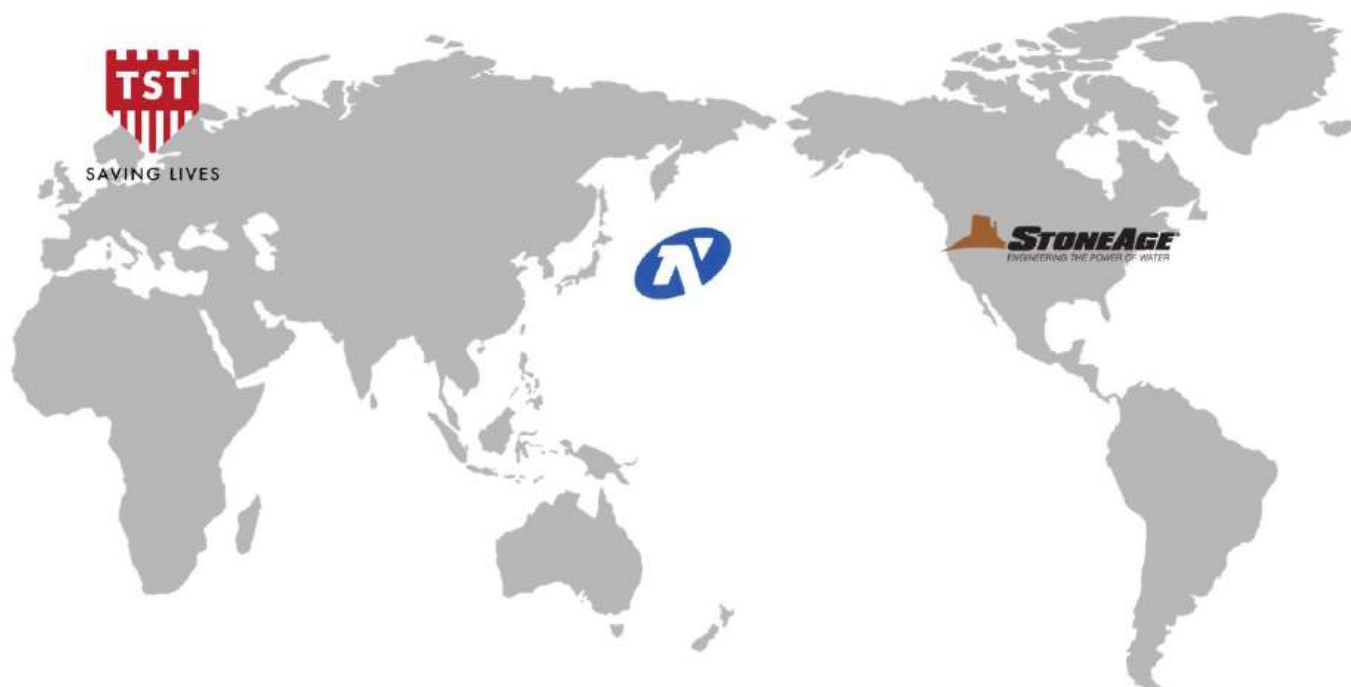 TST®
SAVING LIVES
N
STONEAGE®
ENGINEERING THE POWER OF WATER